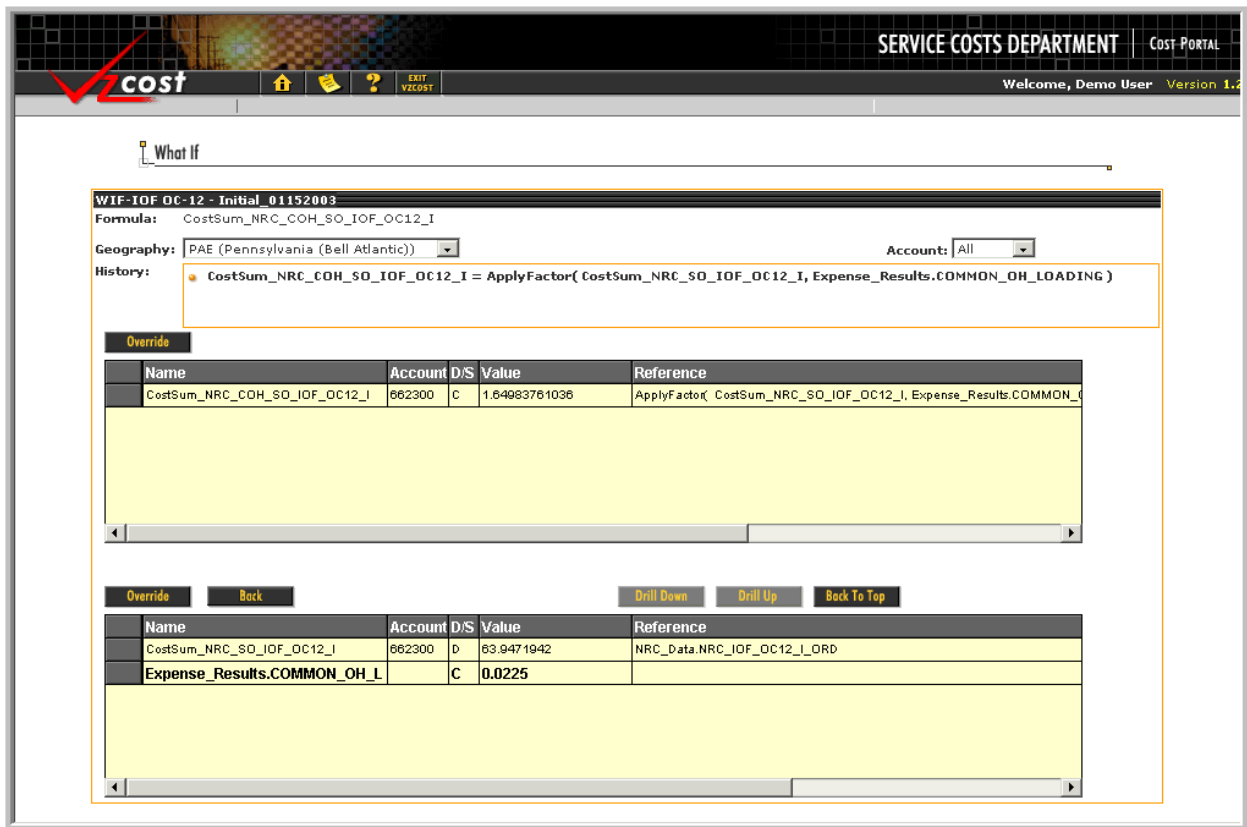 SERVICE COSTS DEPARTMENT COST PORTAL
Vzcost EXIT VZCOST Welcome, Demo User Version 1.2
What If
WIF-IOF OC-12 - Initial_01152003
Formula: CostSum_NRC_COH_SO_IOF_OC12_I
Geography: PAE (Pennsylvania (Bell Atlantic)) Account: All
History: CostSum_NRC_COH_SO_IOF_OC12_I = ApplyFactor( CostSum_NRC_SO_IOF_OC12_I, Expense_Results.COMMON_OH_LOADING )
Override
Name Account D/S Value Reference
CostSum_NRC_COH_SO_IOF_OC12_I 662300 C 1.64983761036 ApplyFactor( CostSum_NRC_SO_IOF_OC12_I, Expense_Results.COMMON_
Override Back Drill Down Drill Up Back To Top
Name Account D/S Value Reference
CostSum_NRC_SO_IOF_OC12_I 662300 D 63.9471942 NRC_Data.NRC_IOF_OC12_I_ORD
Expense_Results.COMMON_OH_L C 0.0225